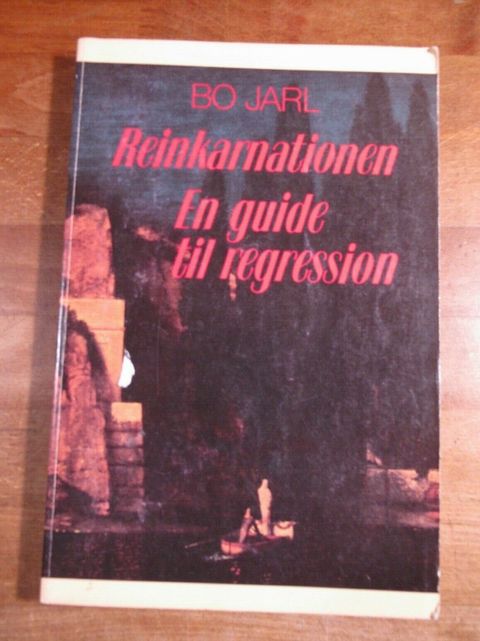 BO JARL
Reinkarnationen
En guide
til regression